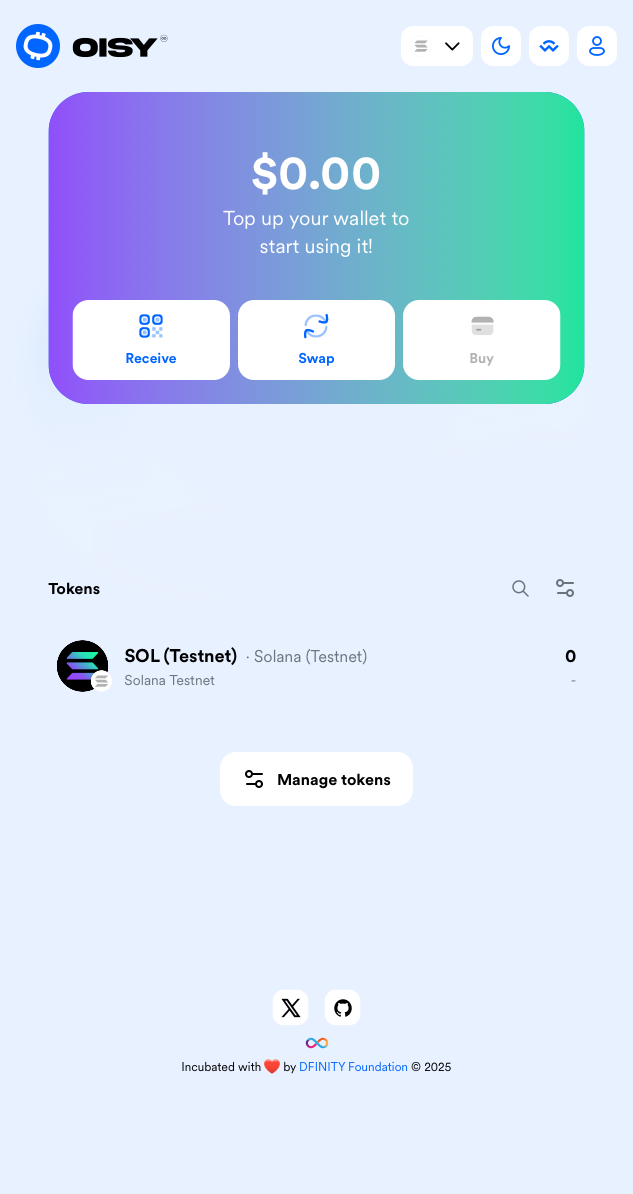 OISY
$0.00
Top up your wallet to
start using it!
Receive
Swap
Buy
Tokens
SOL (Testnet) · Solana (Testnet)
0
Solana Testnet
-
Manage tokens
Incubated with ❤️ by DFINITY Foundation © 2025